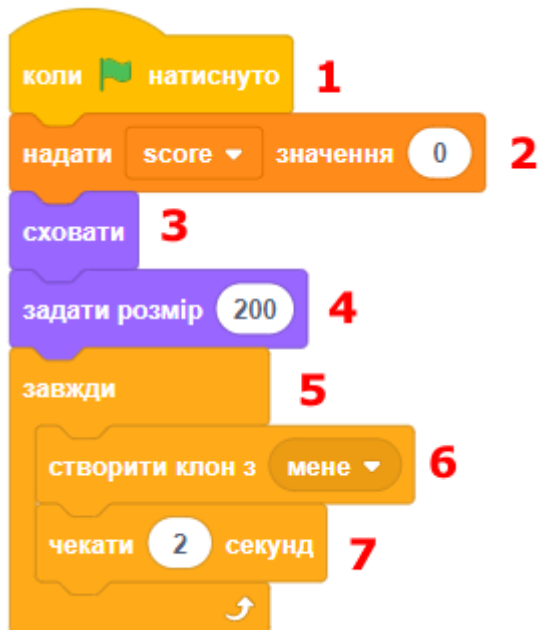 коли натиснуто 1
надати score значення 0 2
сховати 3
задати розмір 200 4
завжди 5
створити клон з мене 6
чекати 2 секунд 7